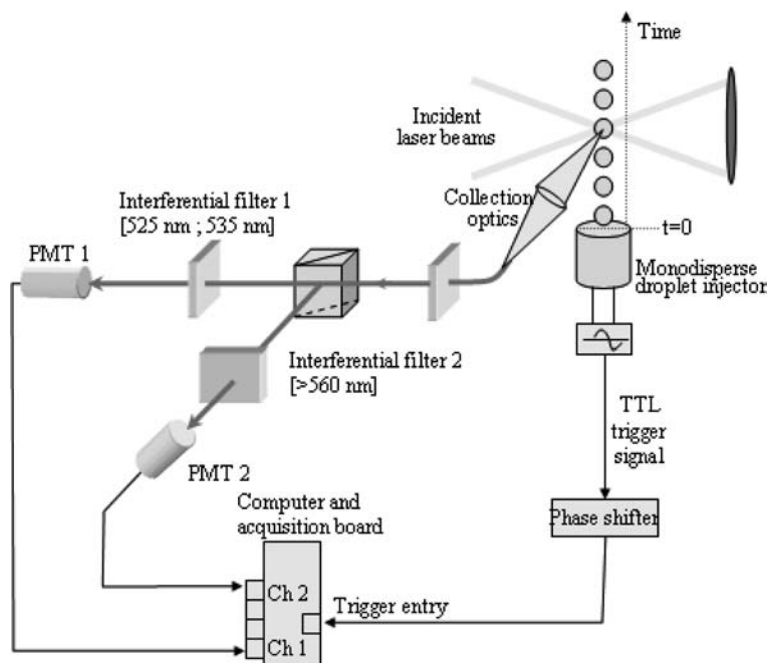 Time
Incident
laser beams
Collection
optics
Interferential filter 1
[525 nm ; 535 nm]
PMT 1
t=0
Monodisperse
droplet injector
Interferential filter 2
[>560 nm]
TTL
trigger
signal
PMT 2
Computer and
acquisition board
Phase shifter
Ch 2
Trigger entry
Ch 1